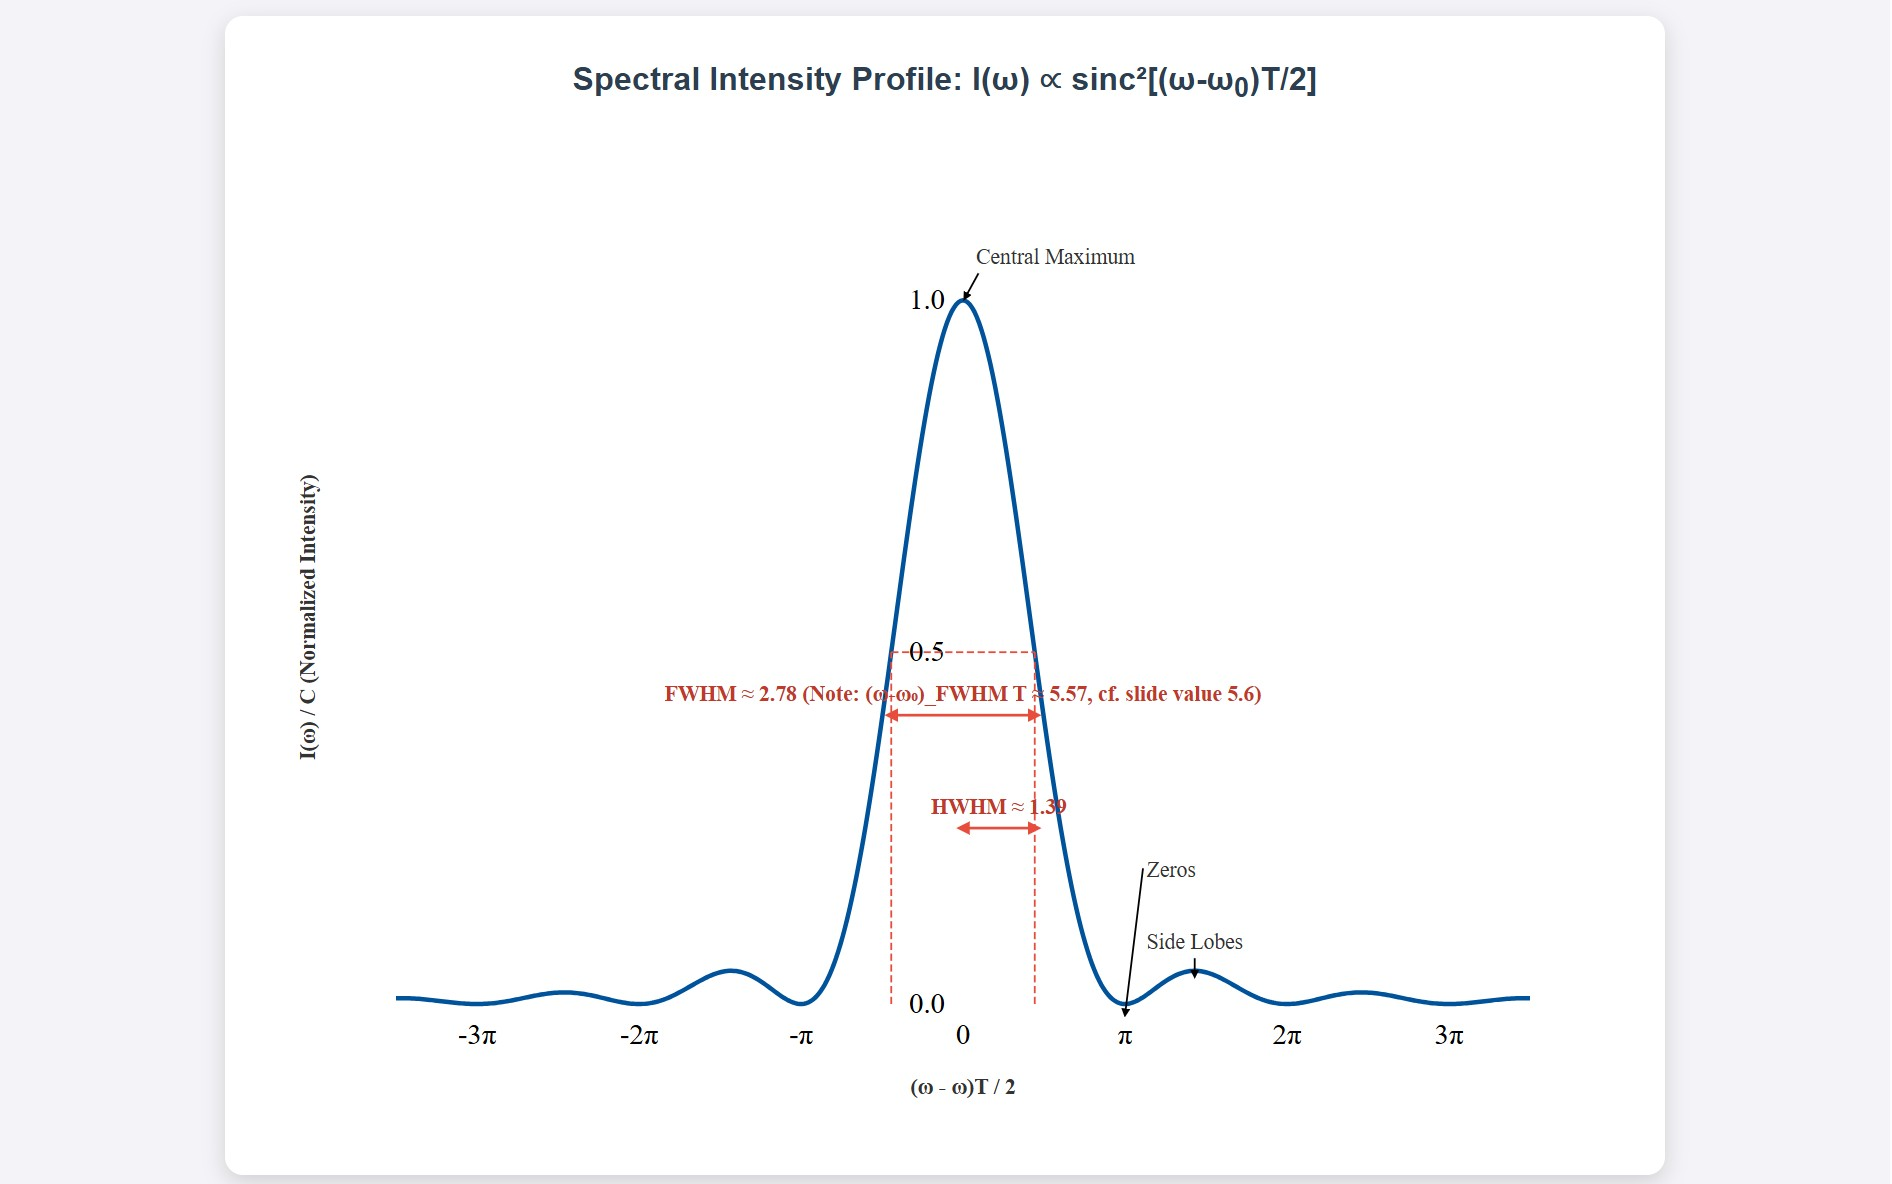 Spectral Intensity Profile: I(ω) ∝ sinc²[(ω-ω₀)T/2]
Central Maximum
1.0
I(ω) / C (Normalized Intensity)
0.5
FWHM ≈ 2.78 (Note: (ω-ω₀)_FWHM T ≈ 5.57, cf. slide value 5.6)
HWHM ≈ 1.39
Zeros
Side Lobes
0.0
-3π -2π -π 0 π 2π 3π
(ω - ω)T / 2